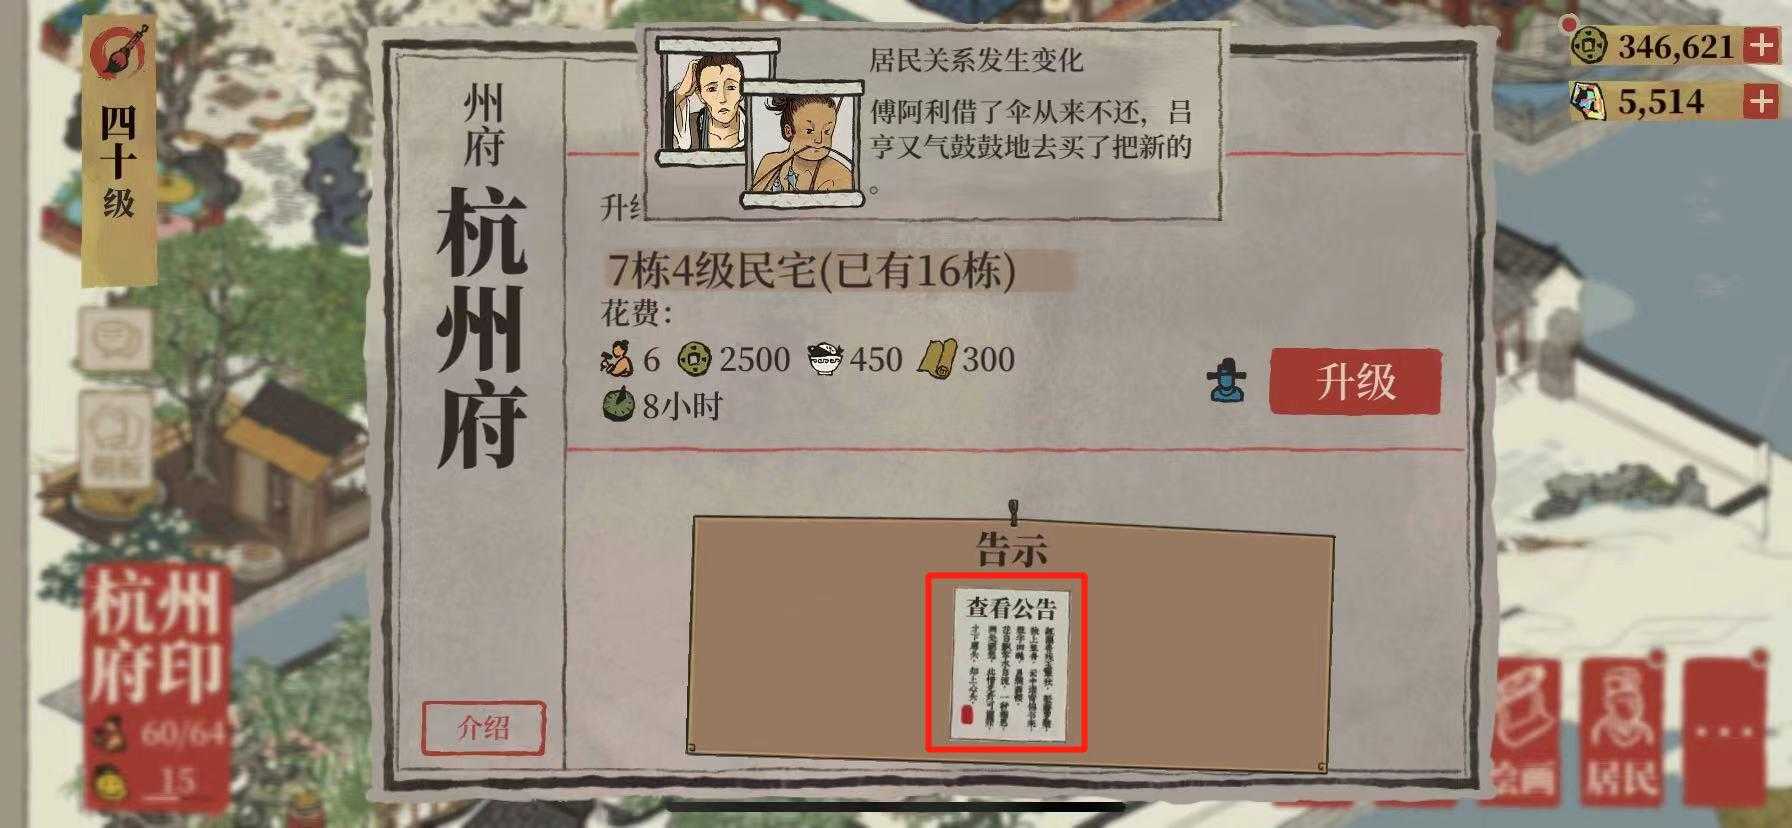 四十级
346,621
5,514
居民关系发生变化
傅阿利借了伞从来不还，吕
亨又气鼓鼓地去买了把新的
。
州府
杭州府
升
7栋4级民宅(已有16栋)
花费：
6 2500 450 300
8小时
升级
告示
查看公告
介绍
杭州
府印
60/64
15
绘画
居民